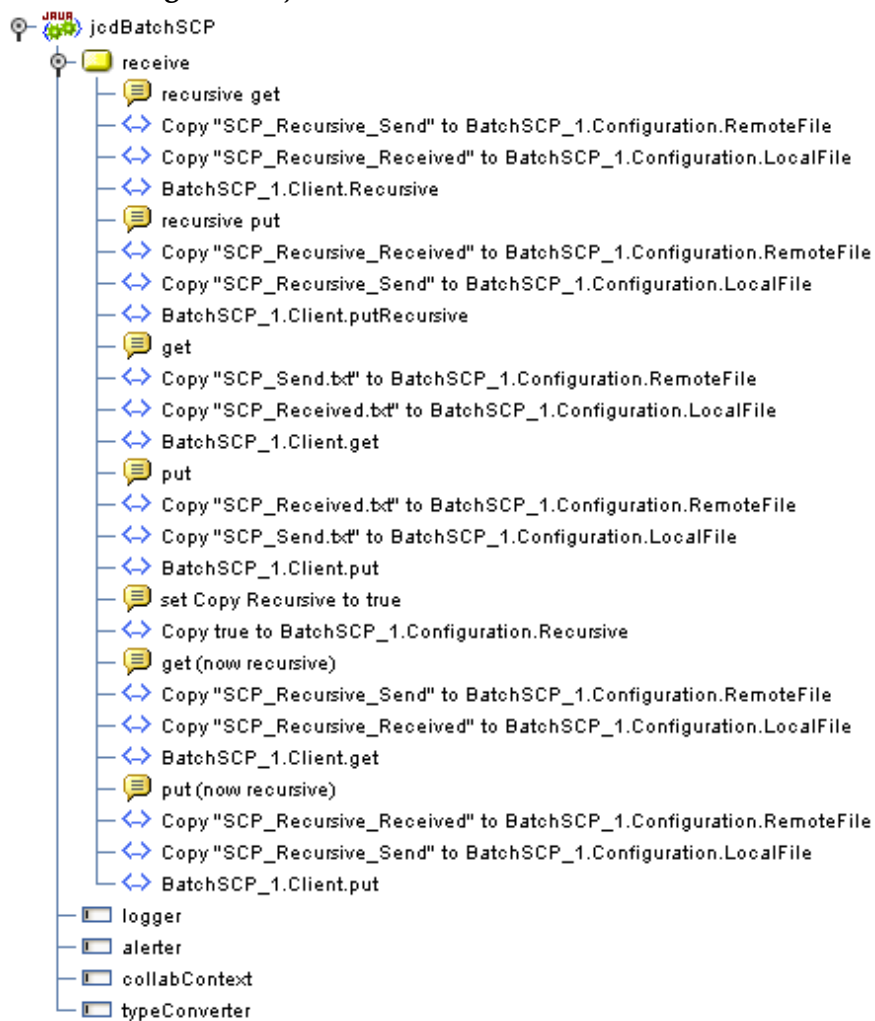 JAVA
jcdBatchSCP
receive
recursive get
Copy "SCP_Recursive_Send" to BatchSCP_1.Configuration.RemoteFile
Copy "SCP_Recursive_Received" to BatchSCP_1.Configuration.LocalFile
BatchSCP_1.Client.Recursive
recursive put
Copy "SCP_Recursive_Received" to BatchSCP_1.Configuration.RemoteFile
Copy "SCP_Recursive_Send" to BatchSCP_1.Configuration.LocalFile
BatchSCP_1.Client.putRecursive
get
Copy "SCP_Send.txt" to BatchSCP_1.Configuration.RemoteFile
Copy "SCP_Received.txt" to BatchSCP_1.Configuration.LocalFile
BatchSCP_1.Client.get
put
Copy "SCP_Received.txt" to BatchSCP_1.Configuration.RemoteFile
Copy "SCP_Send.txt" to BatchSCP_1.Configuration.LocalFile
BatchSCP_1.Client.put
set Copy Recursive to true
Copy true to BatchSCP_1.Configuration.Recursive
get (now recursive)
Copy "SCP_Recursive_Send" to BatchSCP_1.Configuration.RemoteFile
Copy "SCP_Recursive_Received" to BatchSCP_1.Configuration.LocalFile
BatchSCP_1.Client.get
put (now recursive)
Copy "SCP_Recursive_Received" to BatchSCP_1.Configuration.RemoteFile
Copy "SCP_Recursive_Send" to BatchSCP_1.Configuration.LocalFile
BatchSCP_1.Client.put
logger
alerter
collabContext
typeConverter